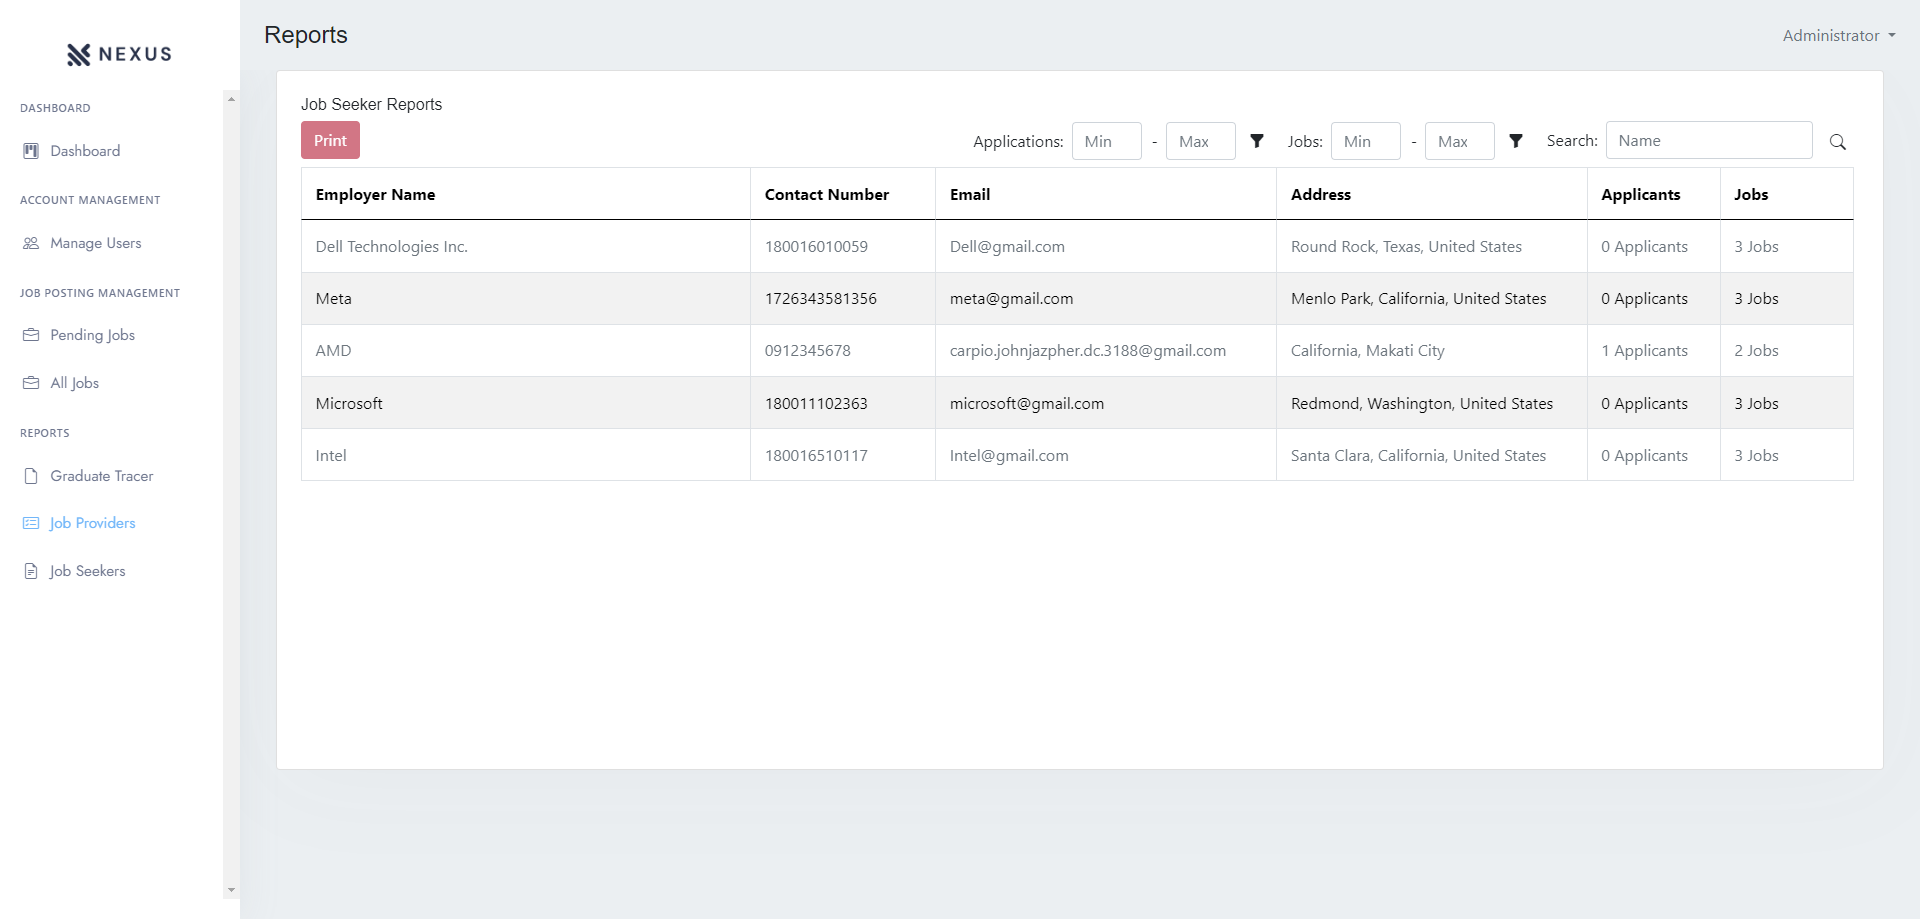 NEXUS
Reports
Administrator
DASHBOARD
Dashboard
ACCOUNT MANAGEMENT
Manage Users
JOB POSTING MANAGEMENT
Pending Jobs
All Jobs
REPORTS
Graduate Tracer
Job Providers
Job Seekers
Job Seeker Reports
Print
Applications: Min - Max Jobs: Min - Max Search: Name
Employer Name Contact Number Email Address Applicants Jobs
Dell Technologies Inc. 180016010059 Dell@gmail.com Round Rock, Texas, United States 0 Applicants 3 Jobs
Meta 1726343581356 meta@gmail.com Menlo Park, California, United States 0 Applicants 3 Jobs
AMD 0912345678 carpio.johnjazpher.dc.3188@gmail.com California, Makati City 1 Applicants 2 Jobs
Microsoft 180011102363 microsoft@gmail.com Redmond, Washington, United States 0 Applicants 3 Jobs
Intel 180016510117 Intel@gmail.com Santa Clara, California, United States 0 Applicants 3 Jobs